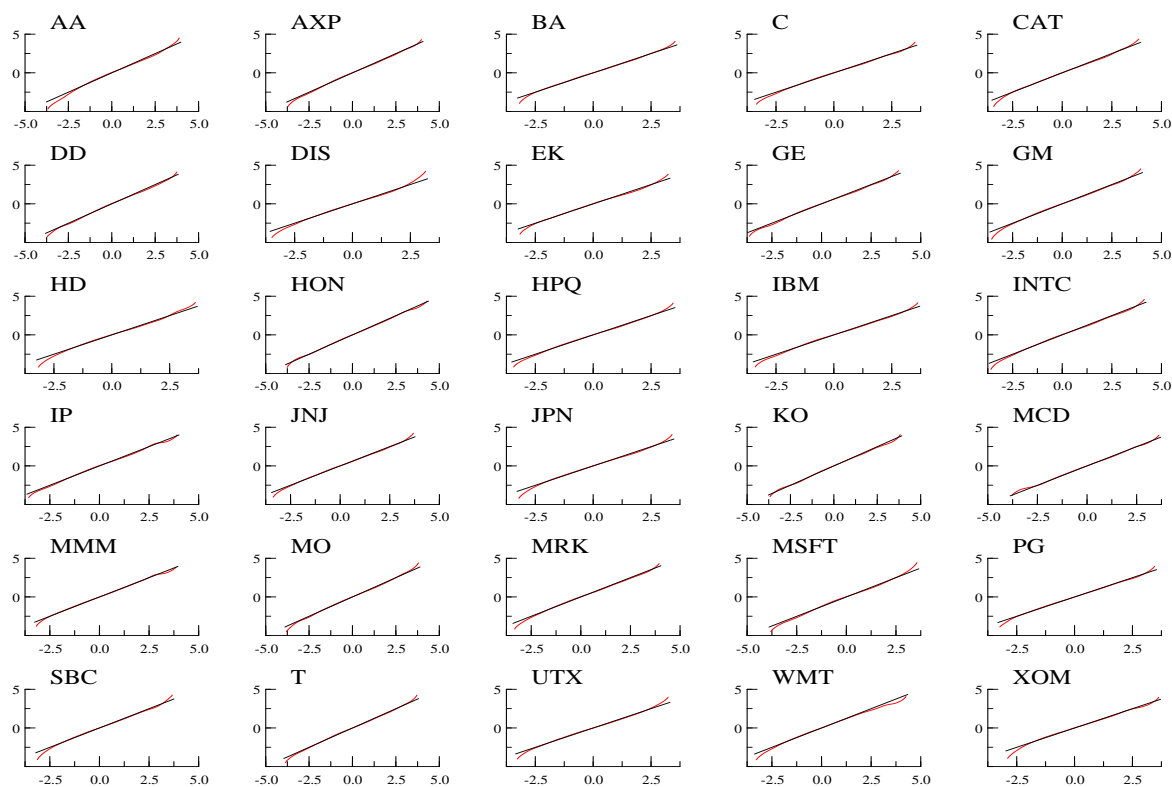 AA AXP BA C CAT
5 5 5 5 5
0 0 0 0 0
-5.0 -2.5 0.0 2.5 5.0 -5.0 -2.5 0.0 2.5 5.0 -2.5 0.0 2.5 -2.5 0.0 2.5 -2.5 0.0 2.5 5.0
DD DIS EK GE GM
5 5 5 5 5
0 0 0 0 0
-5.0 -2.5 0.0 2.5 5.0 -2.5 0.0 2.5 -2.5 0.0 2.5 -2.5 0.0 2.5 5.0 -2.5 0.0 2.5 5.0
HD HON HPQ IBM INTC
5 5 5 5 5
0 0 0 0 0
-2.5 0.0 2.5 -5.0 -2.5 0.0 2.5 5.0 -2.5 0.0 2.5 -2.5 0.0 2.5 -2.5 0.0 2.5 5.0
IP JNJ JPN KO MCD
5 5 5 5 5
0 0 0 0 0
-2.5 0.0 2.5 5.0 -2.5 0.0 2.5 5.0 -2.5 0.0 2.5 -5.0 -2.5 0.0 2.5 5.0 -5.0 -2.5 0.0 2.5
MMM MO MRK MSFT PG
5 5 5 5 5
0 0 0 0 0
-2.5 0.0 2.5 5.0 -5.0 -2.5 0.0 2.5 5.0 -2.5 0.0 2.5 5.0 -5.0 -2.5 0.0 2.5 -2.5 0.0 2.5
SBC T UTX WMT XOM
5 5 5 5 5
0 0 0 0 0
-2.5 0.0 2.5 5.0 -5.0 -2.5 0.0 2.5 5.0 -2.5 0.0 2.5 -2.5 0.0 2.5 5.0 -2.5 0.0 2.5